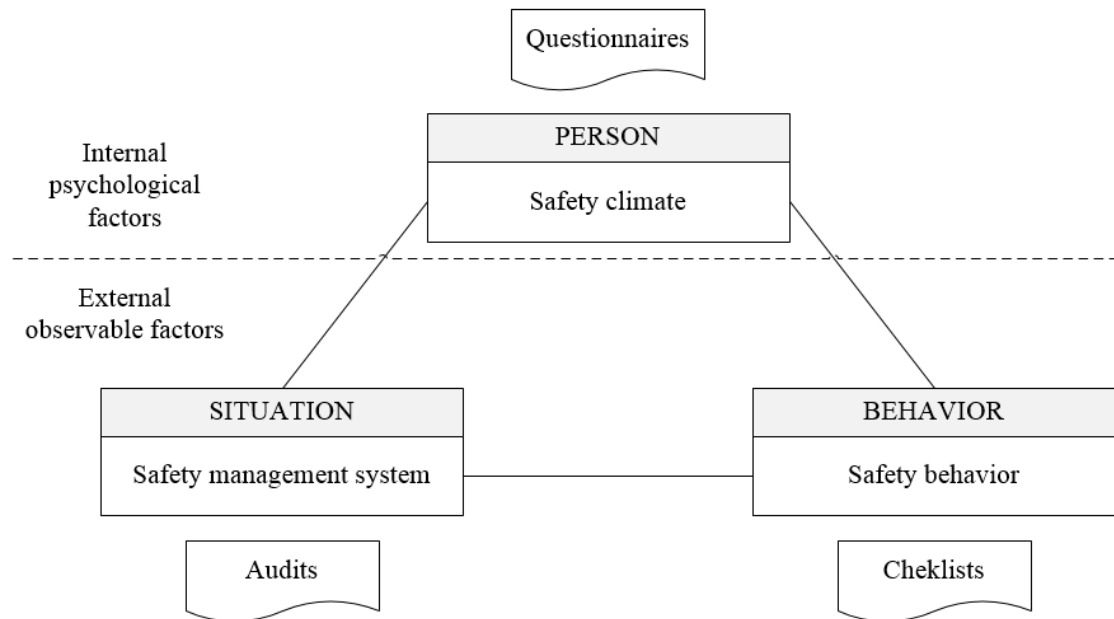 Questionnaires
PERSON
Safety climate
Internal
psychological
factors
External
observable factors
SITUATION
Safety management system
BEHAVIOR
Safety behavior
Audits
Cheklists